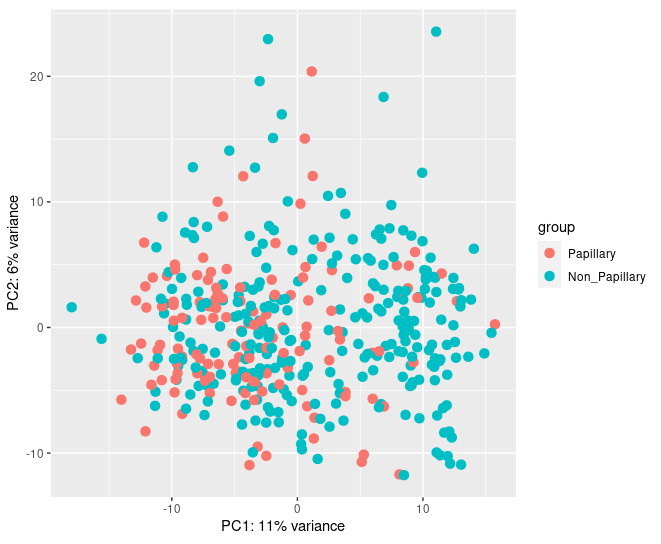 20
10
0
-10
PC2: 6% variance
-10 0 10
PC1: 11% variance
group
Papillary
Non_Papillary